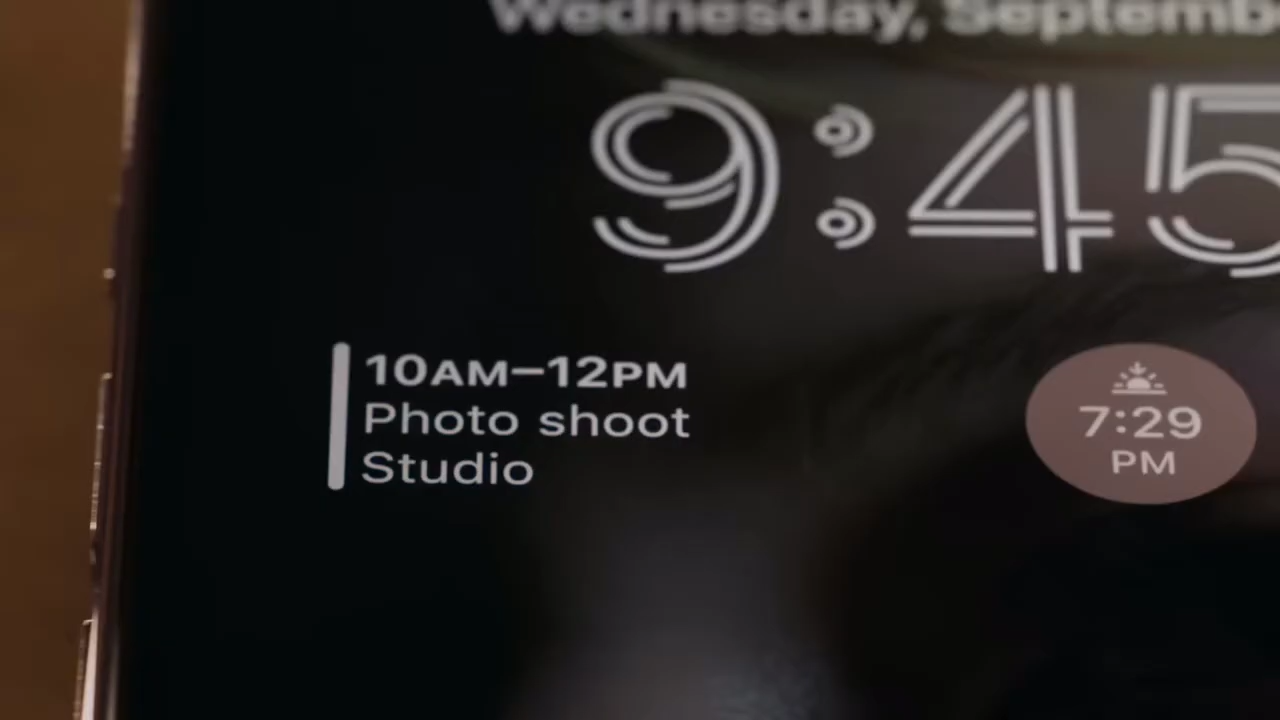 Wednesday, Septemb
9:45
10AM–12PM
Photo shoot
Studio
7:29
PM